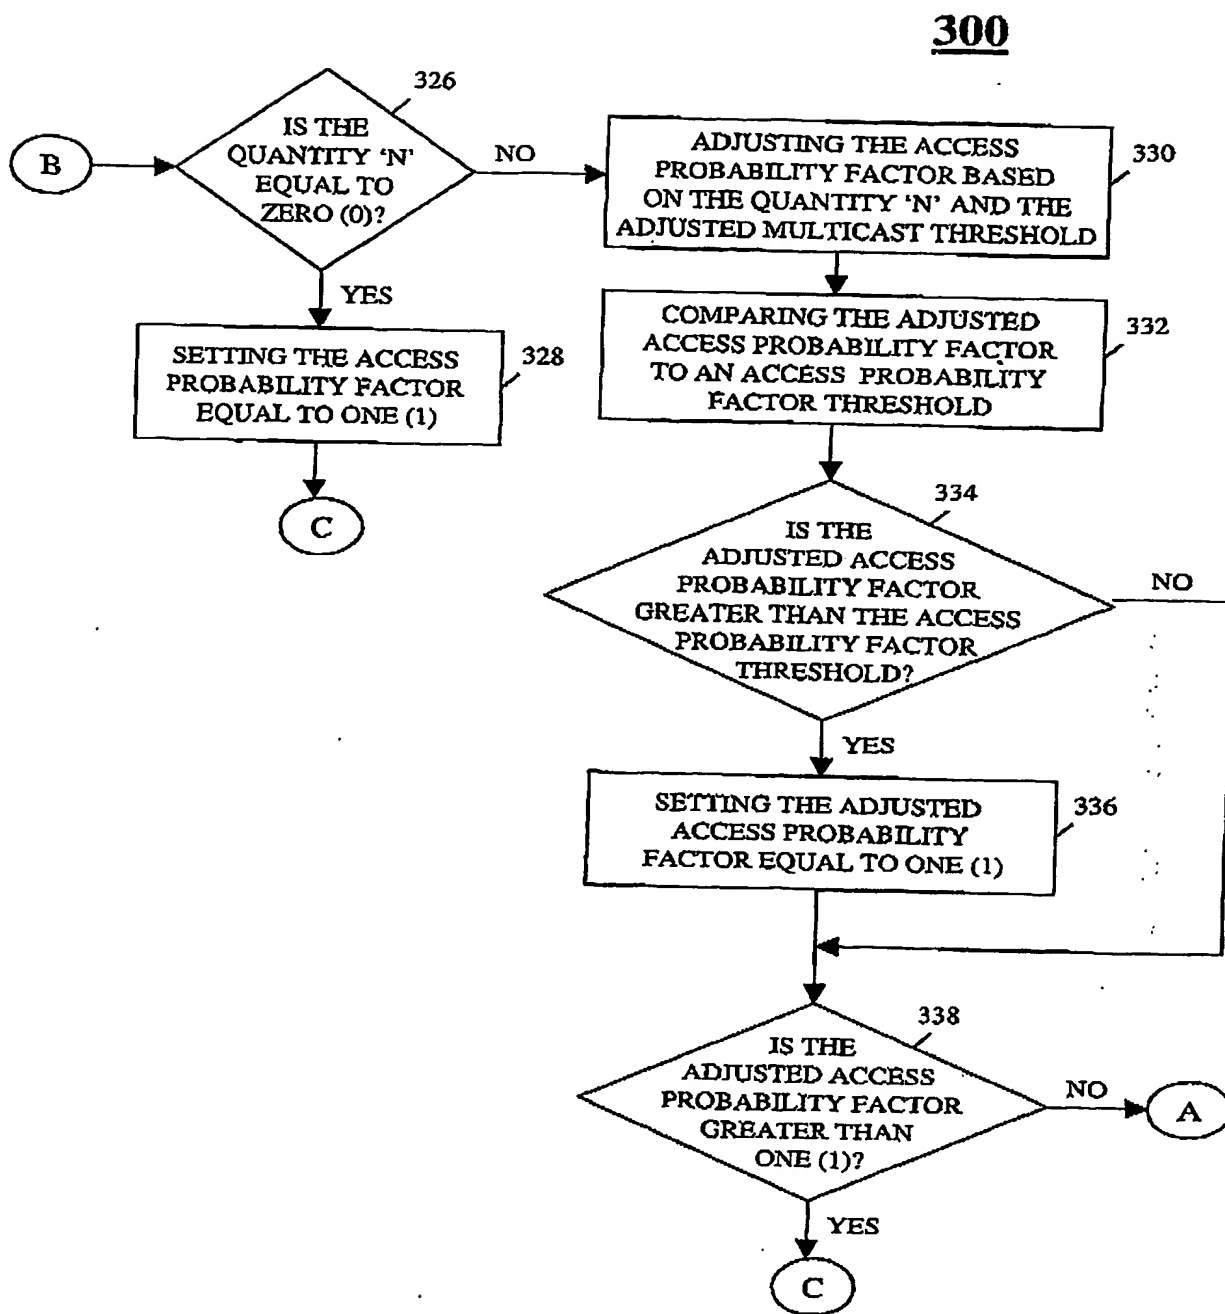 300
326
IS THE
QUANTITY ‘N’
EQUAL TO
ZERO (0)?
B
NO
YES
ADJUSTING THE ACCESS
PROBABILITY FACTOR BASED
ON THE QUANTITY ‘N’ AND THE
ADJUSTED MULTICAST THRESHOLD
330
SETTING THE ACCESS
PROBABILITY FACTOR
EQUAL TO ONE (1)
328
C
COMPARING THE ADJUSTED
ACCESS PROBABILITY FACTOR
TO AN ACCESS PROBABILITY
FACTOR THRESHOLD
332
334
IS THE
ADJUSTED ACCESS
PROBABILITY FACTOR
GREATER THAN THE ACCESS
PROBABILITY FACTOR
THRESHOLD?
NO
YES
SETTING THE ADJUSTED
ACCESS PROBABILITY
FACTOR EQUAL TO ONE (1)
336
338
IS THE
ADJUSTED ACCESS
PROBABILITY FACTOR
GREATER THAN
ONE (1)?
NO
A
YES
C